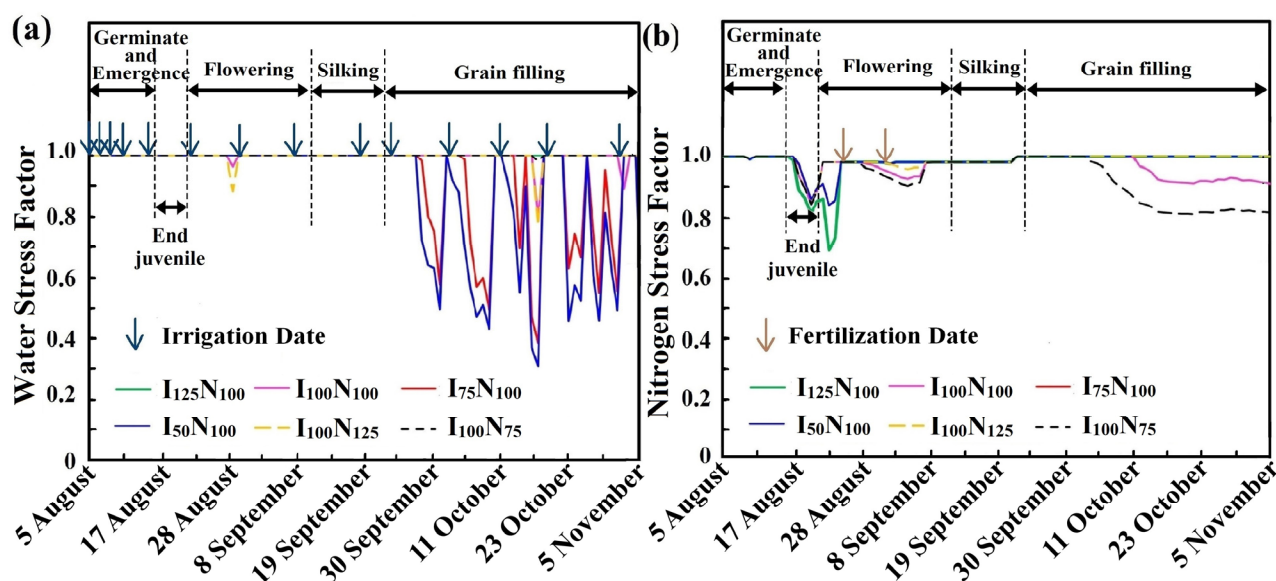 (a)
Germinate
and
Emergence
Flowering
Silking
Grain filling
Water Stress Factor
1.0
0.8
0.6
0.4
0.2
0
End
juvenile
Irrigation Date
I₁₂₅N₁₀₀
I₁₀₀N₁₀₀
I₇₅N₁₀₀
I₅₀N₁₀₀
I₁₀₀N₁₂₅
I₁₀₀N₇₅
5 August
17 August
28 August
8 September
19 September
30 September
11 October
23 October
5 November
(b)
Germinate
and
Emergence
Flowering
Silking
Grain filling
Nitrogen Stress Factor
1.0
0.8
0.6
0.4
0.2
0.0
End
juvenile
Fertilization Date
I₁₂₅N₁₀₀
I₁₀₀N₁₀₀
I₇₅N₁₀₀
I₅₀N₁₀₀
I₁₀₀N₁₂₅
I₁₀₀N₇₅
5 August
17 August
28 August
8 September
19 September
30 September
11 October
23 October
5 November